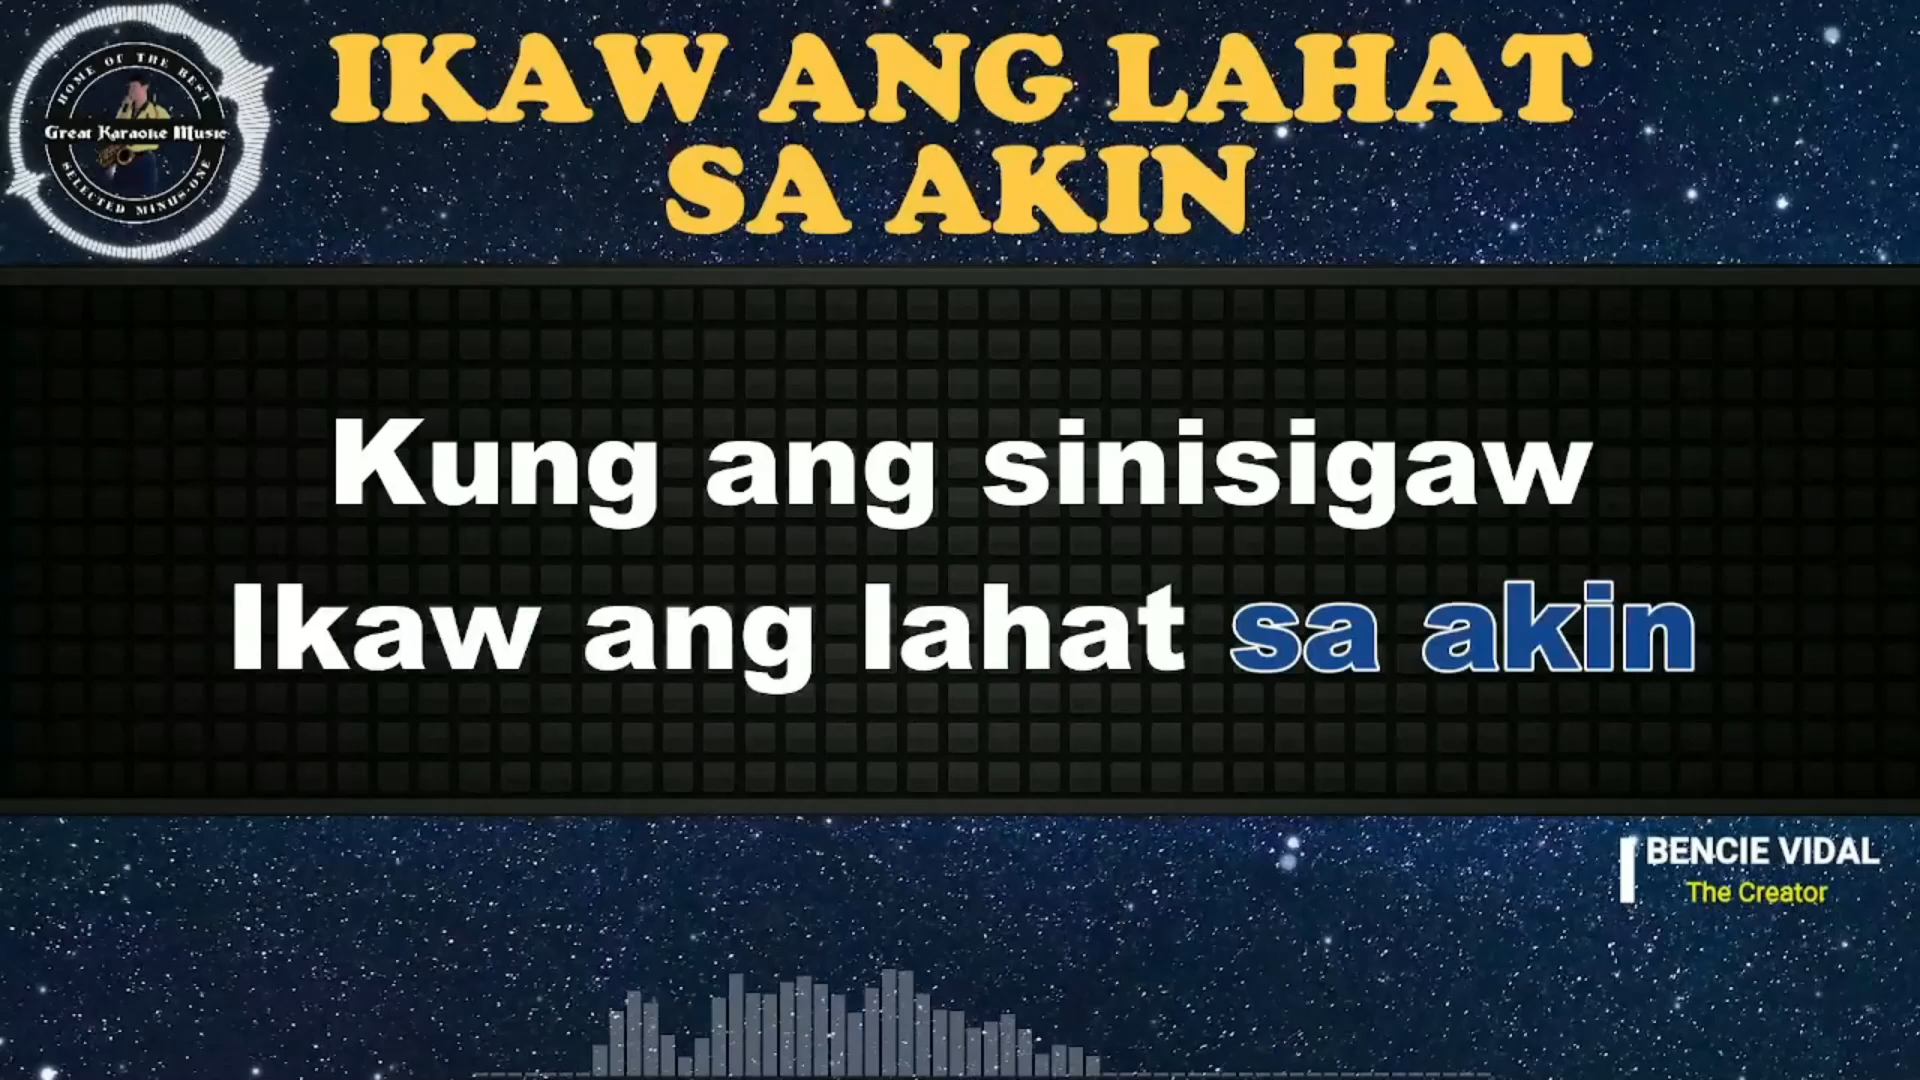 HOME OF THE BEST
Great Karaoke Music
SELECTED MINUS-ONE
IKAW ANG LAHAT
SA AKIN
Kung ang sinisigaw
Ikaw ang lahat sa akin
BENCIE VIDAL
The Creator